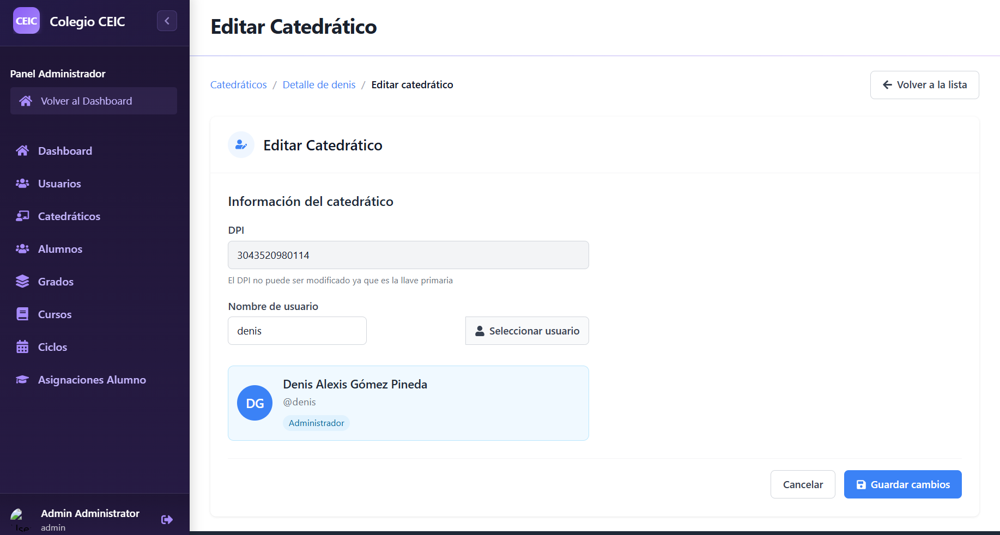 CEIC
Colegio CEIC
Panel Administrador
Volver al Dashboard
Dashboard
Usuarios
Catedráticos
Alumnos
Grados
Cursos
Ciclos
Asignaciones Alumno
Admin Administrator
admin
Use
Editar Catedrático
Catedráticos / Detalle de denis / Editar catedrático
Volver a la lista
Editar Catedrático
Información del catedrático
DPI
3043520980114
El DPI no puede ser modificado ya que es la llave primaria
Nombre de usuario
denis
Seleccionar usuario
DG
Denis Alexis Gómez Pineda
@denis
Administrador
Cancelar
Guardar cambios